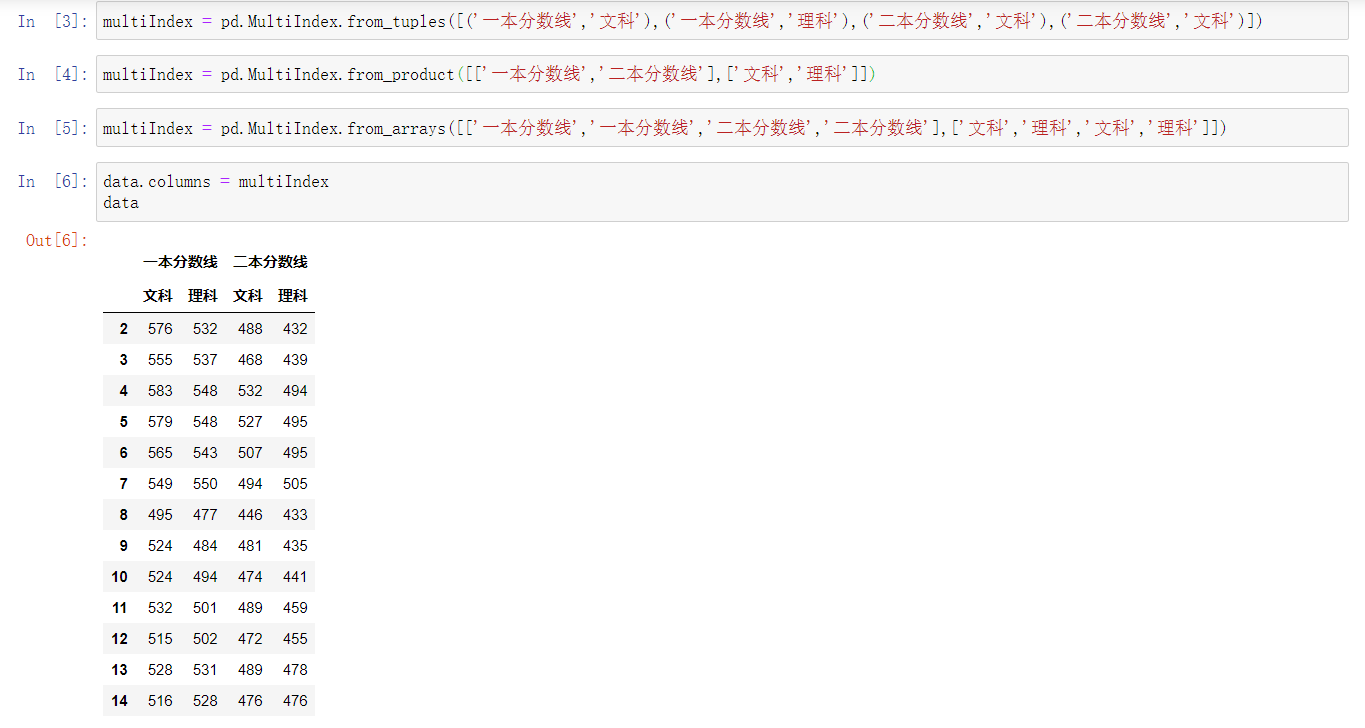 In [3]: multiIndex = pd.MultiIndex.from_tuples([('一本分数线','文科'),('一本分数线','理科'),('二本分数线','文科'),('二本分数线','文科')])
In [4]: multiIndex = pd.MultiIndex.from_product([['一本分数线','二本分数线'],['文科','理科']])
In [5]: multiIndex = pd.MultiIndex.from_arrays([['一本分数线','一本分数线','二本分数线','二本分数线'],['文科','理科','文科','理科']])
In [6]: data.columns = multiIndex
data
Out[6]:
一本分数线 二本分数线
文科 理科 文科 理科
2 576 532 488 432
3 555 537 468 439
4 583 548 532 494
5 579 548 527 495
6 565 543 507 495
7 549 550 494 505
8 495 477 446 433
9 524 484 481 435
10 524 494 474 441
11 532 501 489 459
12 515 502 472 455
13 528 531 489 478
14 516 528 476 476